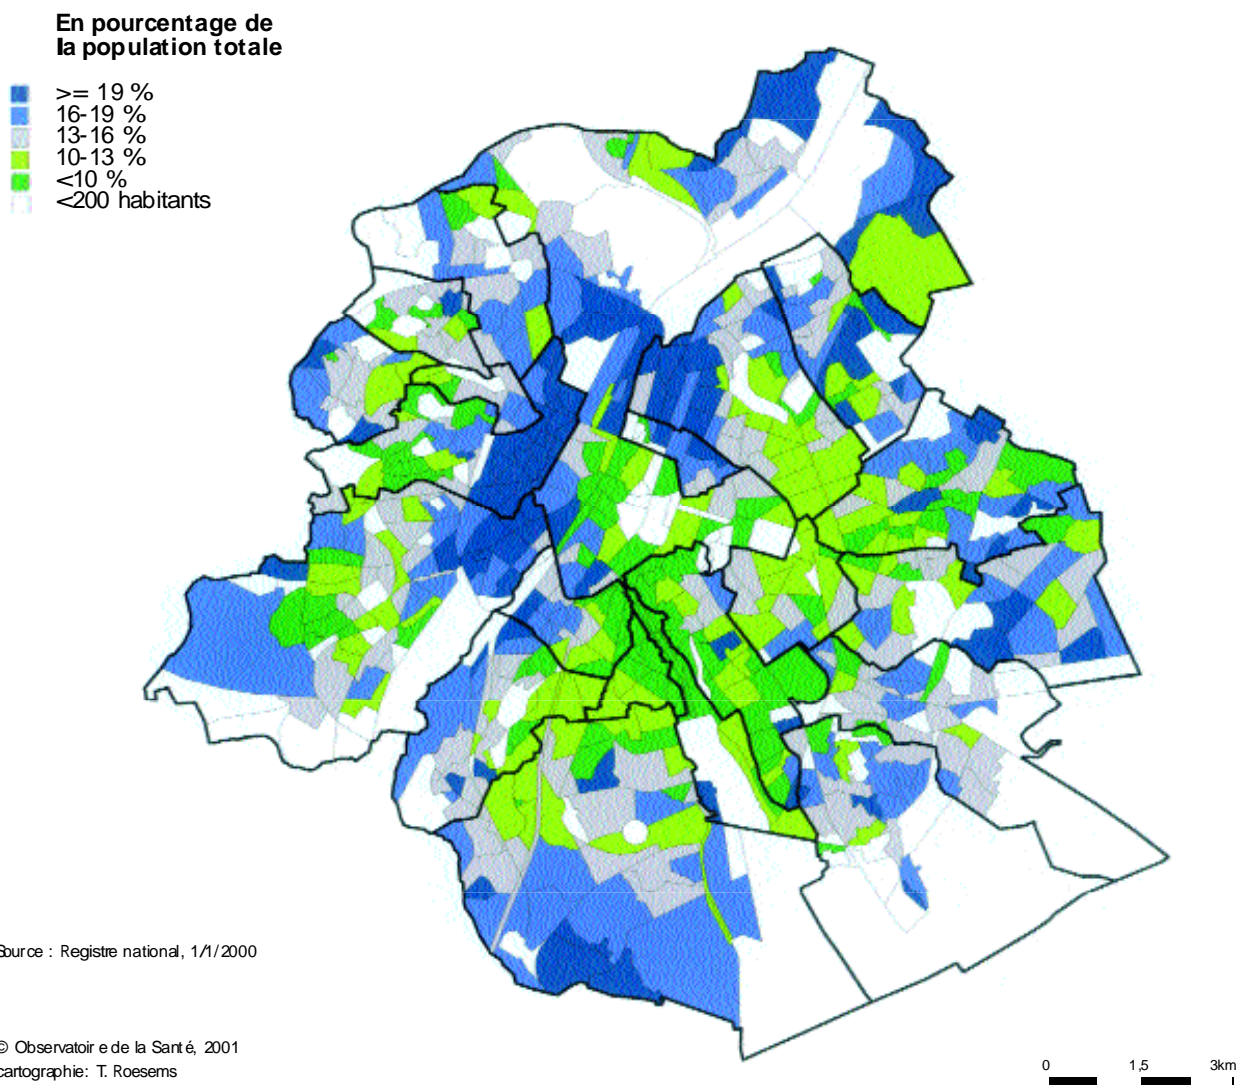 En pourcentage de
la population totale
>= 19 %
16-19 %
13-16 %
10-13 %
<10 %
<200 habitants
Source : Registre national, 1/1/2000
© Observatoir e de la Santé, 2001
cartographie: T. Roesems
0 1,5 3km